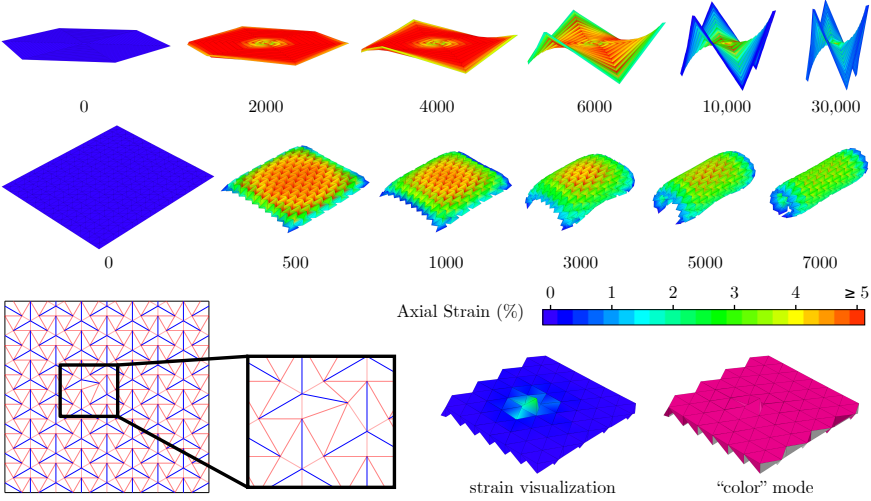 0 2000 4000 6000 10,000 30,000
0 500 1000 3000 5000 7000
0 1 2 3 4 ≥ 5
Axial Strain (%)
strain visualization
“color” mode